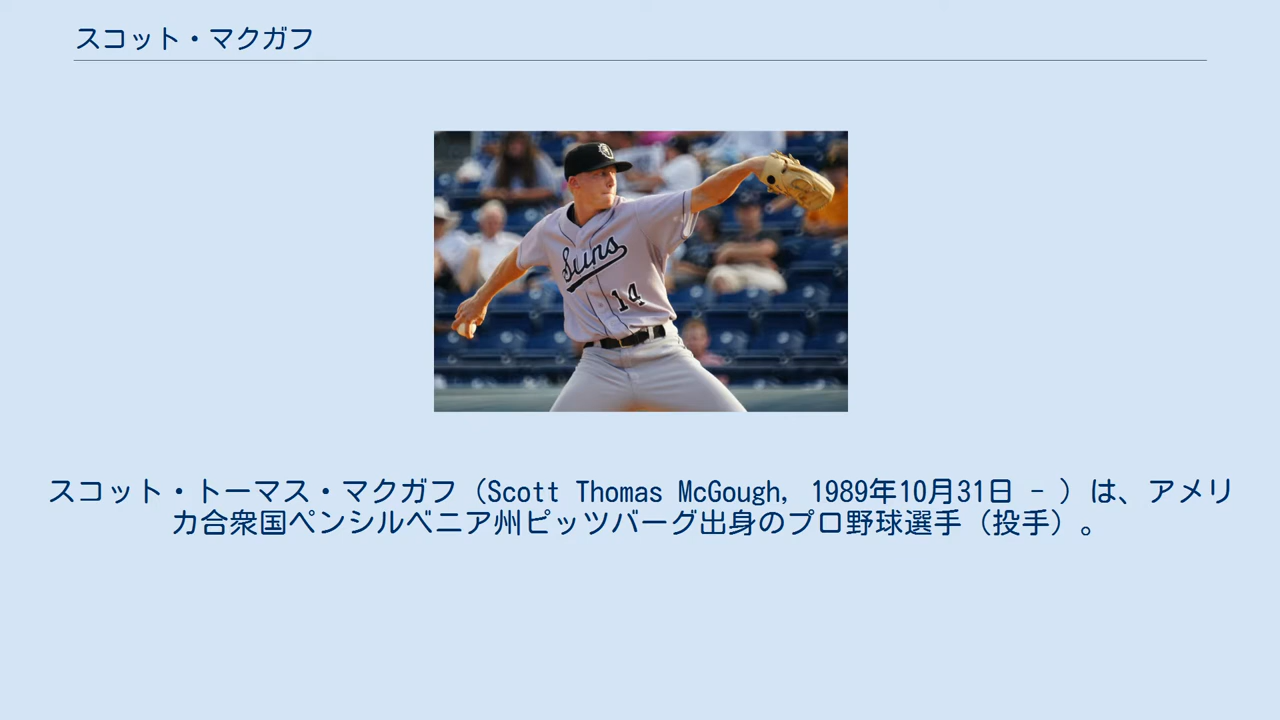 スコット・マクガフ
Suns
14
スコット・トーマス・マクガフ（Scott Thomas McGough, 1989年10月31日 - ）は、アメリ
カ合衆国ペンシルベニア州ピッツバーグ出身のプロ野球選手（投手）。